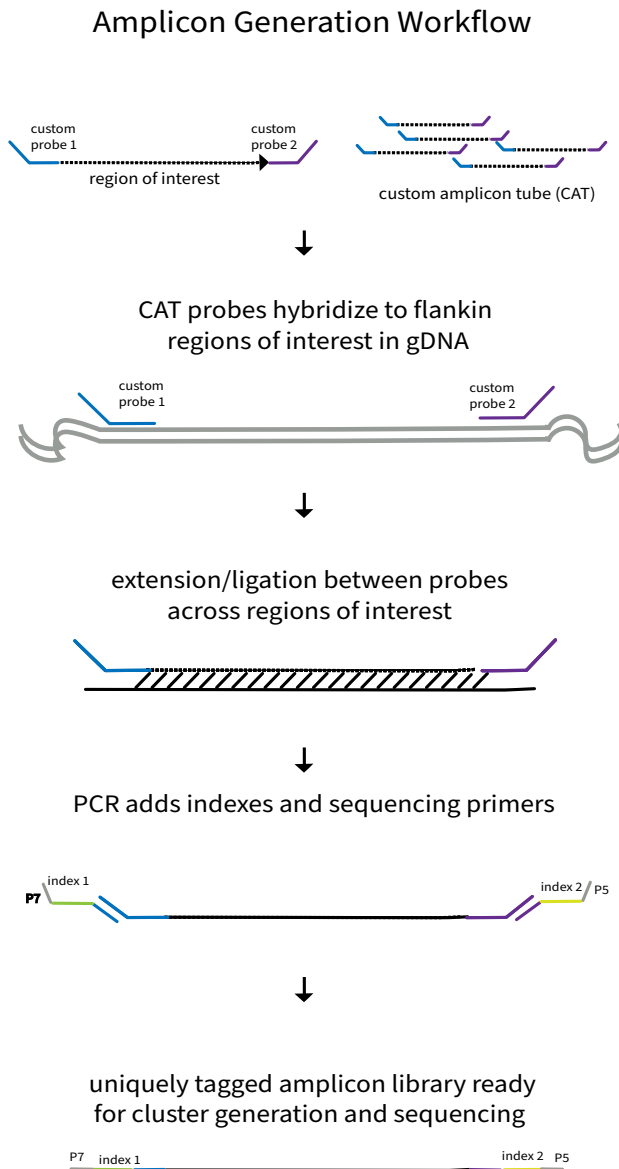 Amplicon Generation Workflow
custom
probe 1
custom
probe 2
region of interest
custom amplicon tube (CAT)
CAT probes hybridize to flankin
regions of interest in gDNA
custom
probe 1
custom
probe 2
extension/ligation between probes
across regions of interest
PCR adds indexes and sequencing primers
P7
index 1
index 2
P5
uniquely tagged amplicon library ready
for cluster generation and sequencing
P7 index 1
index 2 P5